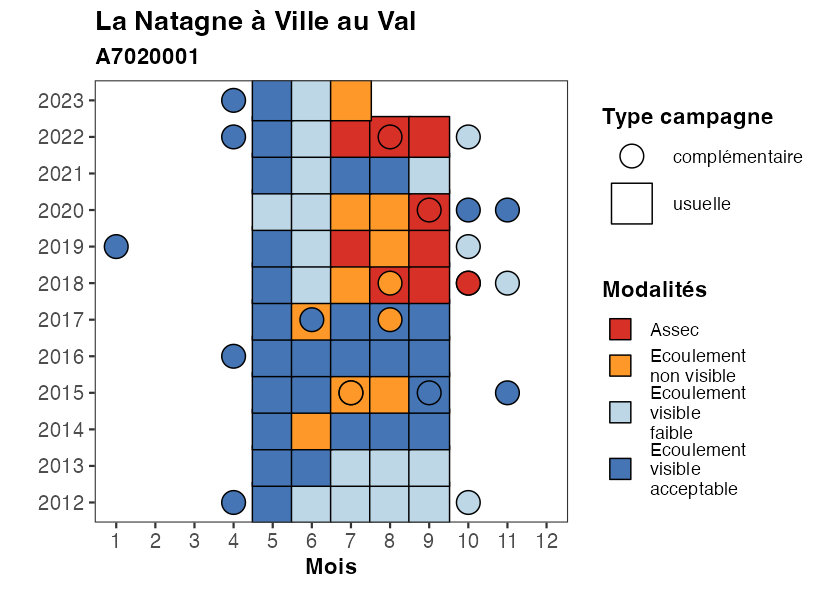 La Natagne à Ville au Val
A7020001
2023
2022
2021
2020
2019
2018
2017
2016
2015
2014
2013
2012
1 2 3 4 5 6 7 8 9 10 11 12
Mois
Type campagne
complémentaire
usuelle
Modalités
Assec
Ecoulement
non visible
Ecoulement
visible
faible
Ecoulement
visible
acceptable